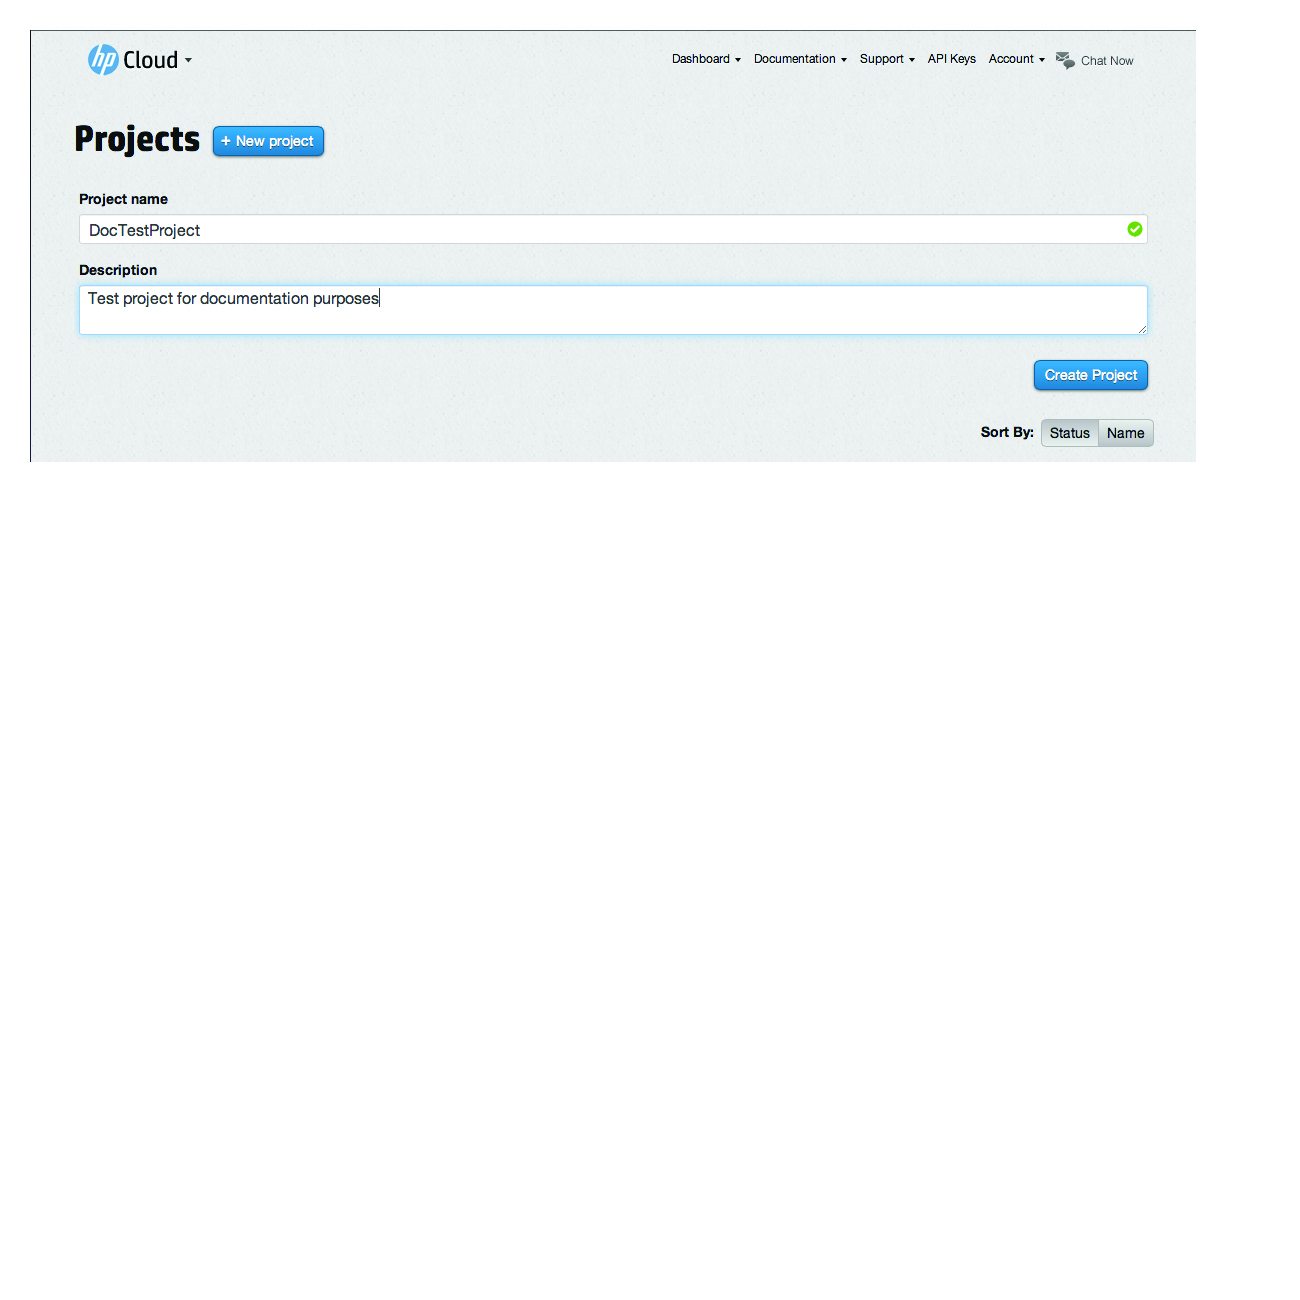 hp Cloud Dashboard Documentation Support API Keys Account Chat Now
Projects + New project
Project name
DocTestProject
Description
Test project for documentation purposes
Create Project
Sort By: Status Name